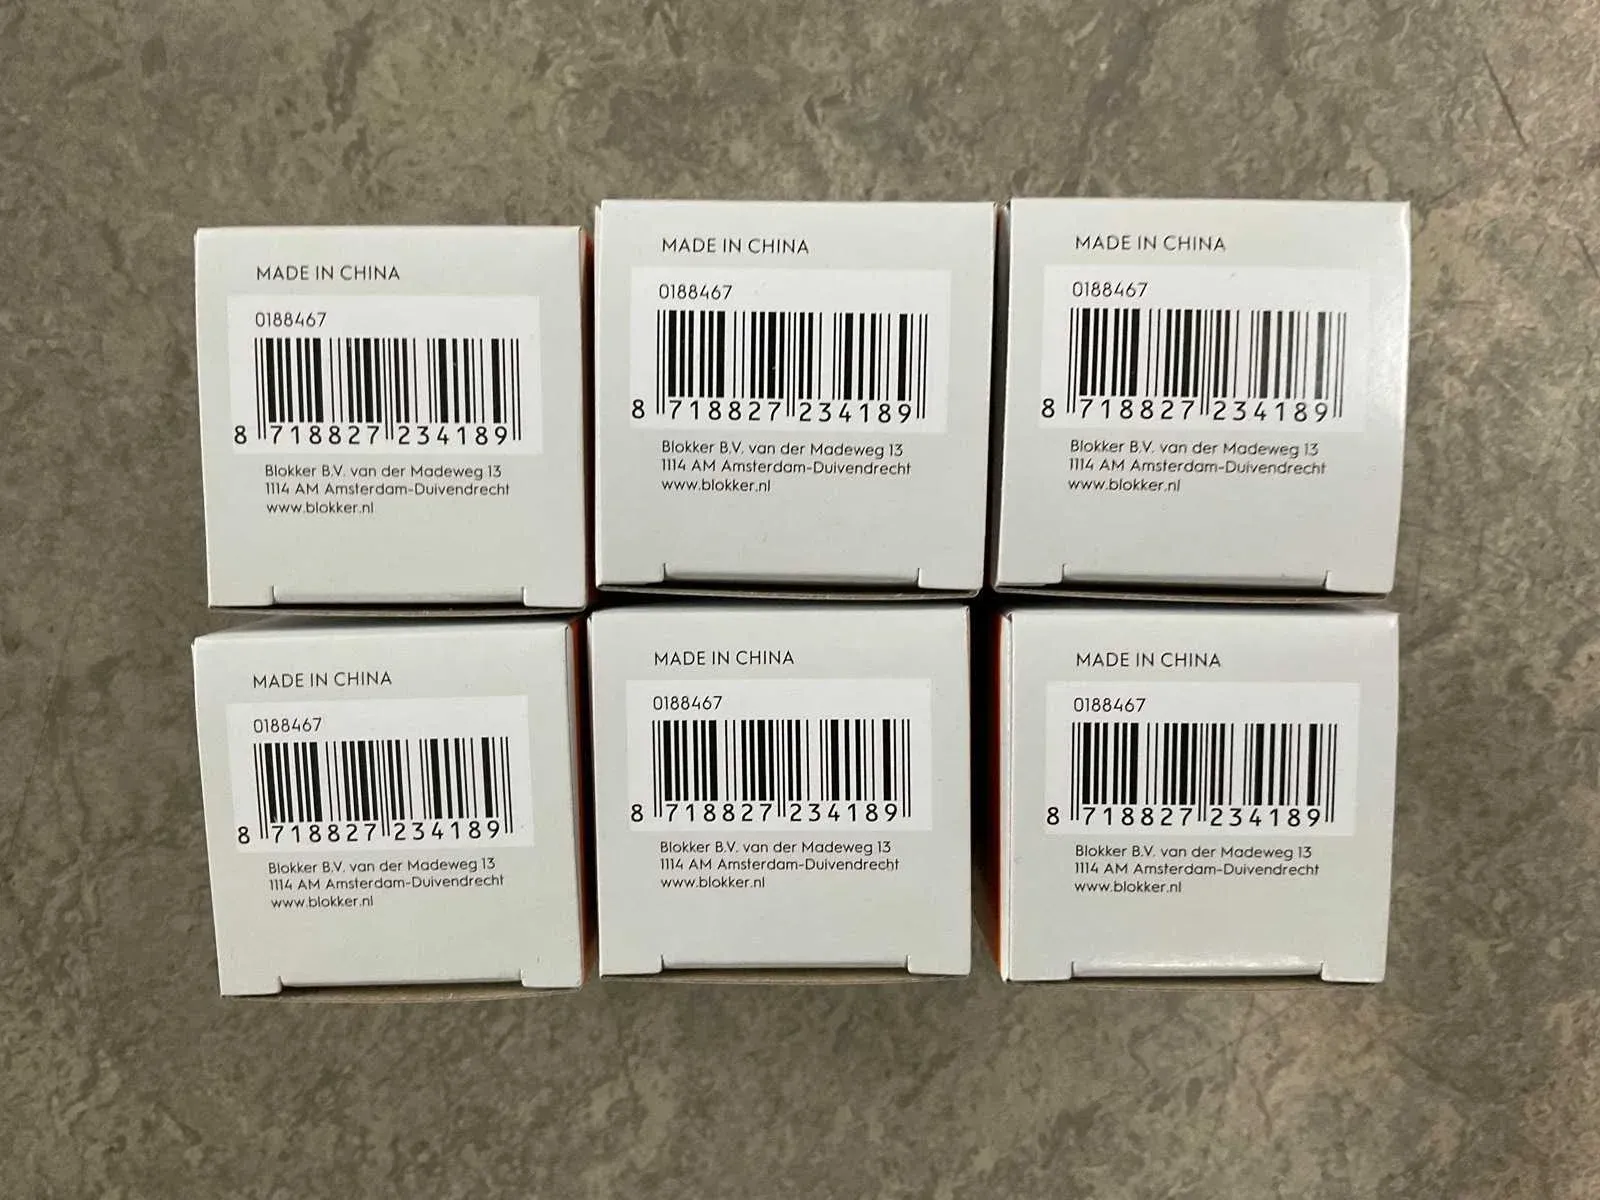 MADE IN CHINA
0188467
8 718827 234189
Blokker B.V. van der Madeweg 13
1114 AM Amsterdam-Duivendrecht
www.blokker.nl
MADE IN CHINA
0188467
8 718827 234189
Blokker B.V. van der Madeweg 13
1114 AM Amsterdam-Duivendrecht
www.blokker.nl
MADE IN CHINA
0188467
8 718827 234189
Blokker B.V. van der Madeweg 13
1114 AM Amsterdam-Duivendrecht
www.blokker.nl
MADE IN CHINA
0188467
8 718827 234189
Blokker B.V. van der Madeweg 13
1114 AM Amsterdam-Duivendrecht
www.blokker.nl
MADE IN CHINA
0188467
8 718827 234189
Blokker B.V. van der Madeweg 13
1114 AM Amsterdam-Duivendrecht
www.blokker.nl
MADE IN CHINA
0188467
8 718827 234189
Blokker B.V. van der Madeweg 13
1114 AM Amsterdam-Duivendrecht
www.blokker.nl